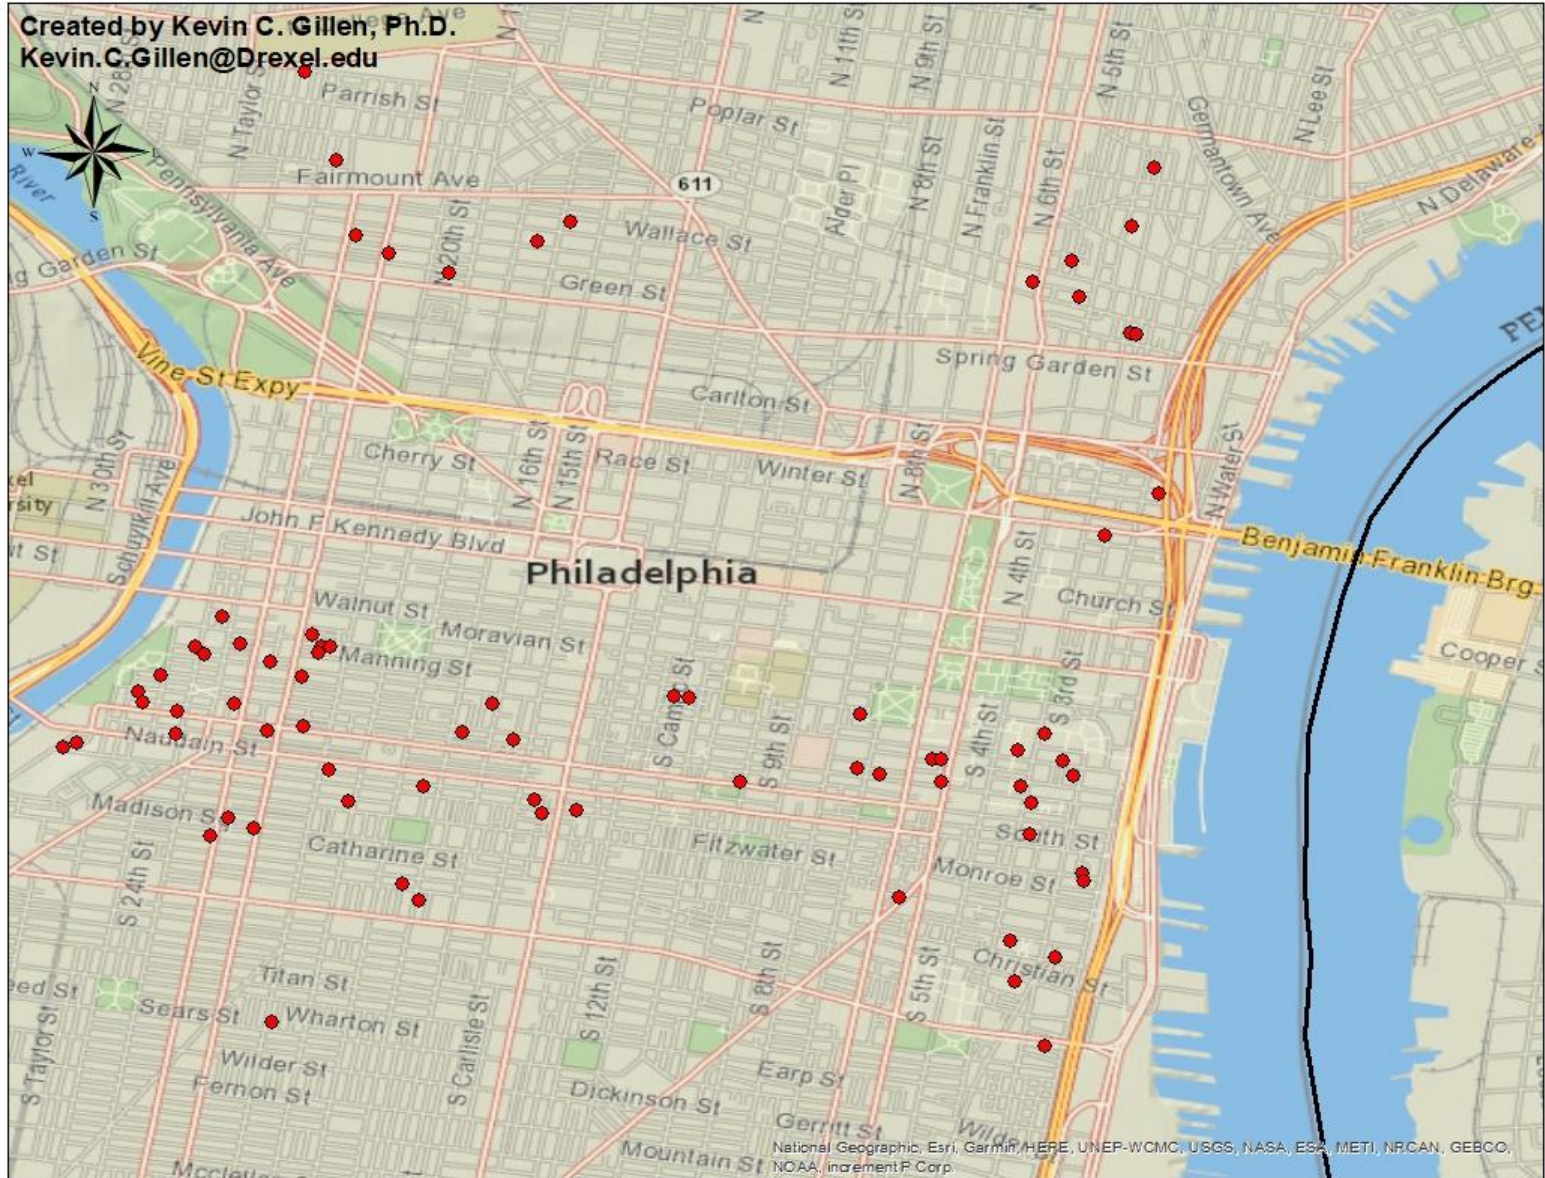 Created by Kevin C. Gillen, Ph.D.
Kevin.C.Gillen@Drexel.edu
N 28
N Taylor S
Parrish St
N
N 11th St
N 9th St
N 5th St
N Lee St
Poplar St
Germantown Ave
N
W
S
River
Pennsylvania Ave
Fairmount Ave
611
N 20th St
Wallace St
Alder Pl
N 8th St
N Franklin St
N 6th St
N Delaware
Garden St
Green St
Spring Garden St
PE
Vine St Expy
Carlton St
N 30th St
Cherry St
N 16th St
N 15th St
Race St
Winter St
N 8th St
N Water St
rsity
Schuylkill Ave
John F Kennedy Blvd
Philadelphia
N 4th St
Benjamin Franklin Brg
Church St
Walnut St
Moravian St
Manning St
Cooper S
S Camac St
S 9th St
S 4th St
S 3rd St
Naudain St
Madison S
Catharine St
Fitzwater St
South St
Monroe St
S 24th St
Christian St
Titan St
S 12th St
S 8th St
S 5th St
eed St
Sears St
Wharton St
S Taylor St
S Carlisle St
Wilder St
Fernon St
Earp St
Dickinson St
Gerritt St
Wilder
Mountain St
National Geographic, Esri, Garmin, HERE, UNEP-WCMC, USGS, NASA, ESA, METI, NRCAN, GEBCO,
NOAA, increment P Corp.